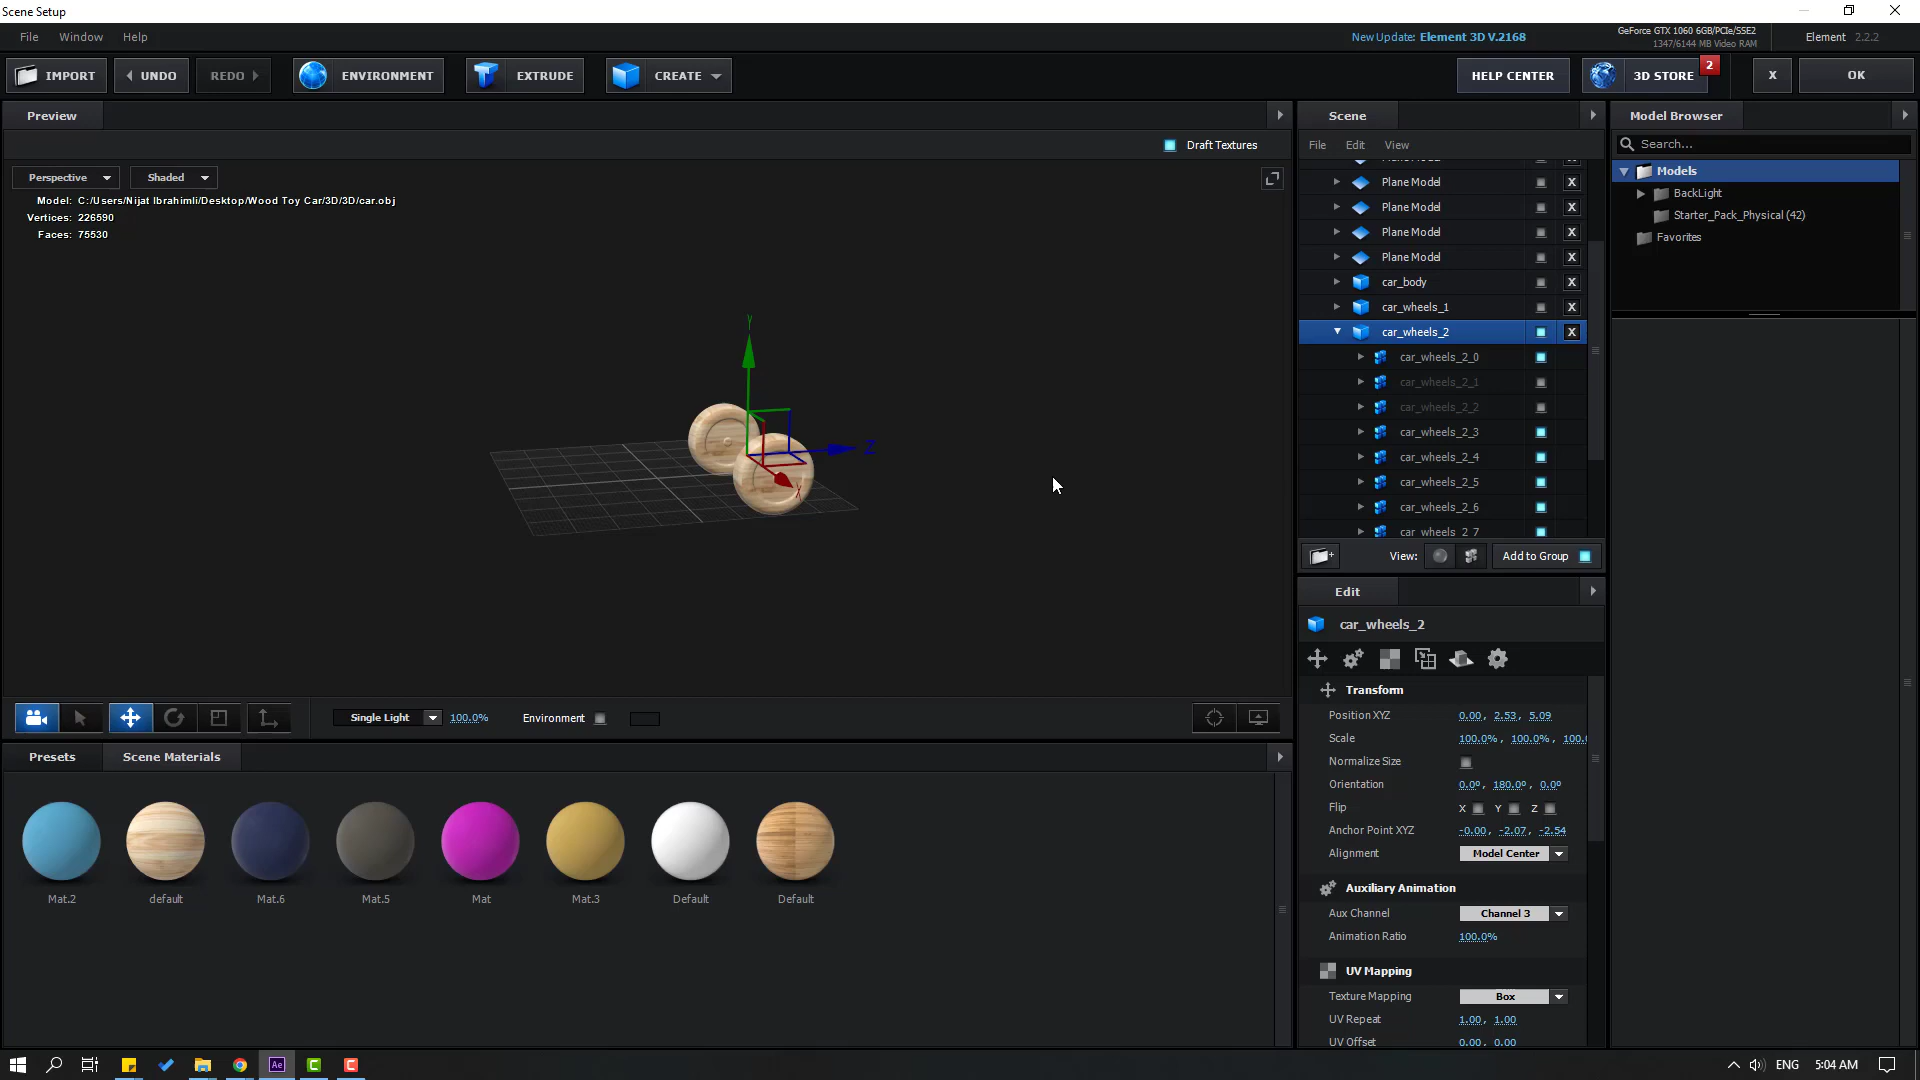 Scene Setup
File Window Help
New Update: Element 3D V.2168
GeForce GTX 1060 6GB/PCIe/SSE2
1347/6144 MB Video RAM
Element 2.2.2
IMPORT
UNDO
REDO
ENVIRONMENT
EXTRUDE
CREATE
HELP CENTER
3D STORE
2
X
OK
Preview
Draft Textures
Perspective
Shaded
Model: C:/Users/Nijat Ibrahimli/Desktop/Wood Toy Car/3D/3D/car.obj
Vertices: 226590
Faces: 75530
Y
Z
X
Single Light
100.0%
Environment
Presets
Scene Materials
Mat.2
default
Mat.6
Mat.5
Mat
Mat.3
Default
Default
Scene
File Edit View
Plane Model X
Plane Model X
Plane Model X
Plane Model X
car_body X
car_wheels_1 X
car_wheels_2 X
car_wheels_2_0
car_wheels_2_1
car_wheels_2_2
car_wheels_2_3
car_wheels_2_4
car_wheels_2_5
car_wheels_2_6
car_wheels_2_7
View:
Add to Group
Edit
car_wheels_2
Transform
Position XYZ 0.00, 2.53, 5.09
Scale 100.0%, 100.0%, 100.
Normalize Size
Orientation 0.0º, 180.0º, 0.0º
Flip X Y Z
Anchor Point XYZ -0.00, -2.07, -2.54
Alignment Model Center
Auxiliary Animation
Aux Channel Channel 3
Animation Ratio 100.0%
UV Mapping
Texture Mapping Box
UV Repeat 1.00, 1.00
UV Offset 0.00, 0.00
Model Browser
Search...
Models
BackLight
Starter_Pack_Physical (42)
Favorites
Ae
C
C
ENG
5:04 AM